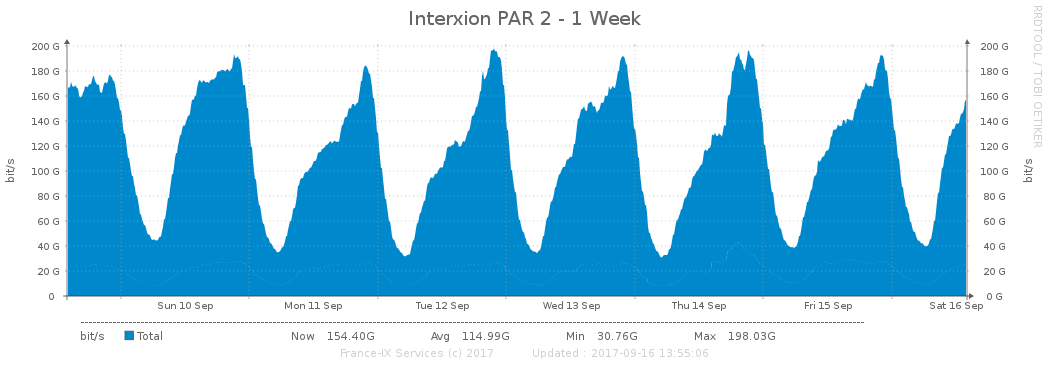 Interxion PAR 2 - 1 Week
RRDTOOL / TOBI OETIKER
bit/s
200 G
180 G
160 G
140 G
120 G
100 G
80 G
60 G
40 G
20 G
0
200 G
180 G
160 G
140 G
120 G
100 G
80 G
60 G
40 G
20 G
0 G
bit/s
Sun 10 Sep Mon 11 Sep Tue 12 Sep Wed 13 Sep Thu 14 Sep Fri 15 Sep Sat 16 Sep
bit/s Total Now 154.40G Avg 114.99G Min 30.76G Max 198.03G
France-IX Services (c) 2017 Updated : 2017-09-16 13:55:06